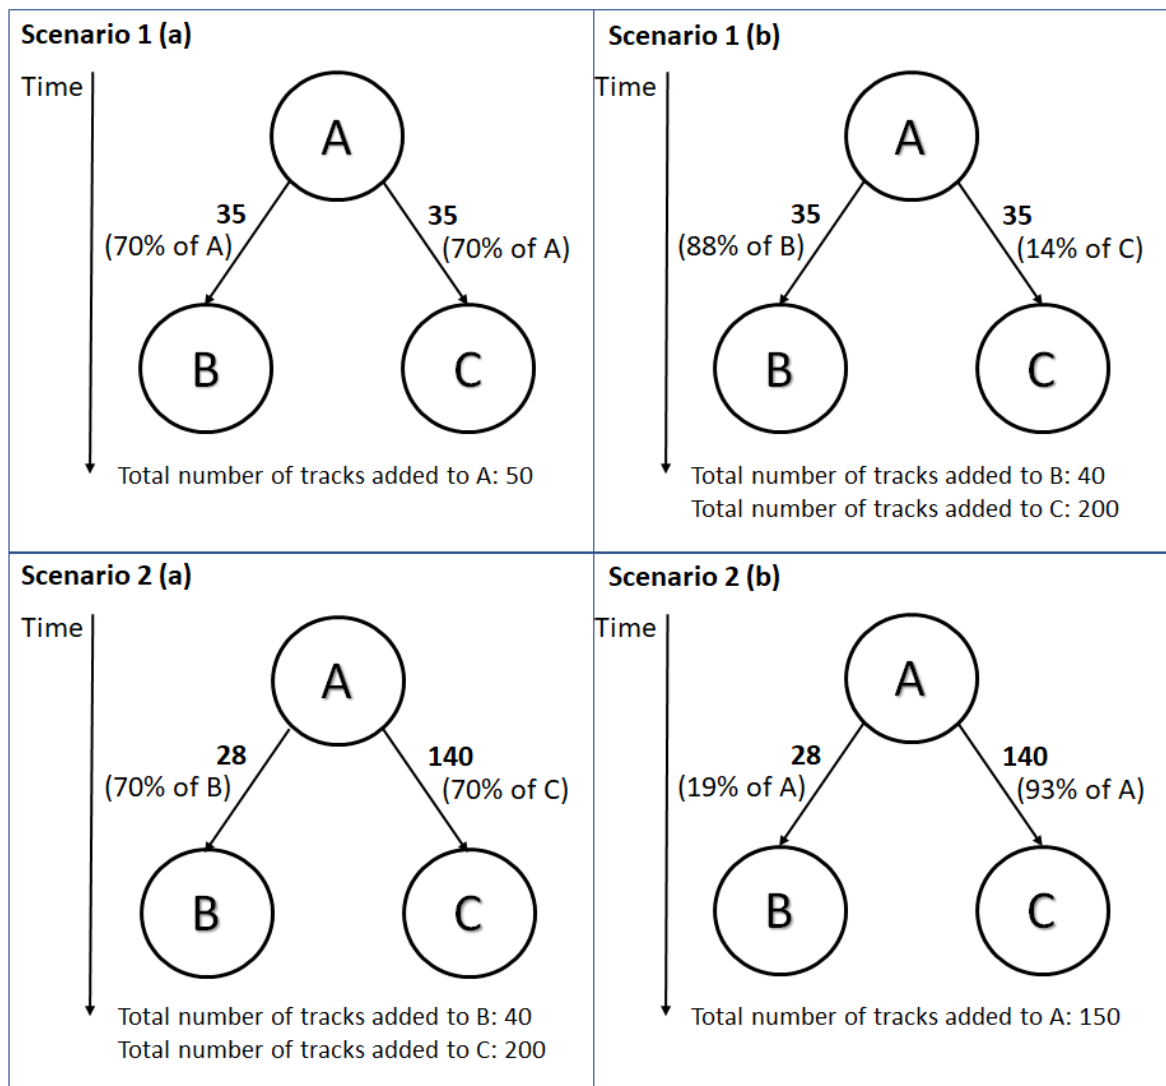 Scenario 1 (a)
Time
A
35
(70% of A)
35
(70% of A)
B
C
Total number of tracks added to A: 50
Scenario 1 (b)
Time
A
35
(88% of B)
35
(14% of C)
B
C
Total number of tracks added to B: 40
Total number of tracks added to C: 200
Scenario 2 (a)
Time
A
28
(70% of B)
140
(70% of C)
B
C
Total number of tracks added to B: 40
Total number of tracks added to C: 200
Scenario 2 (b)
Time
A
28
(19% of A)
140
(93% of A)
B
C
Total number of tracks added to A: 150